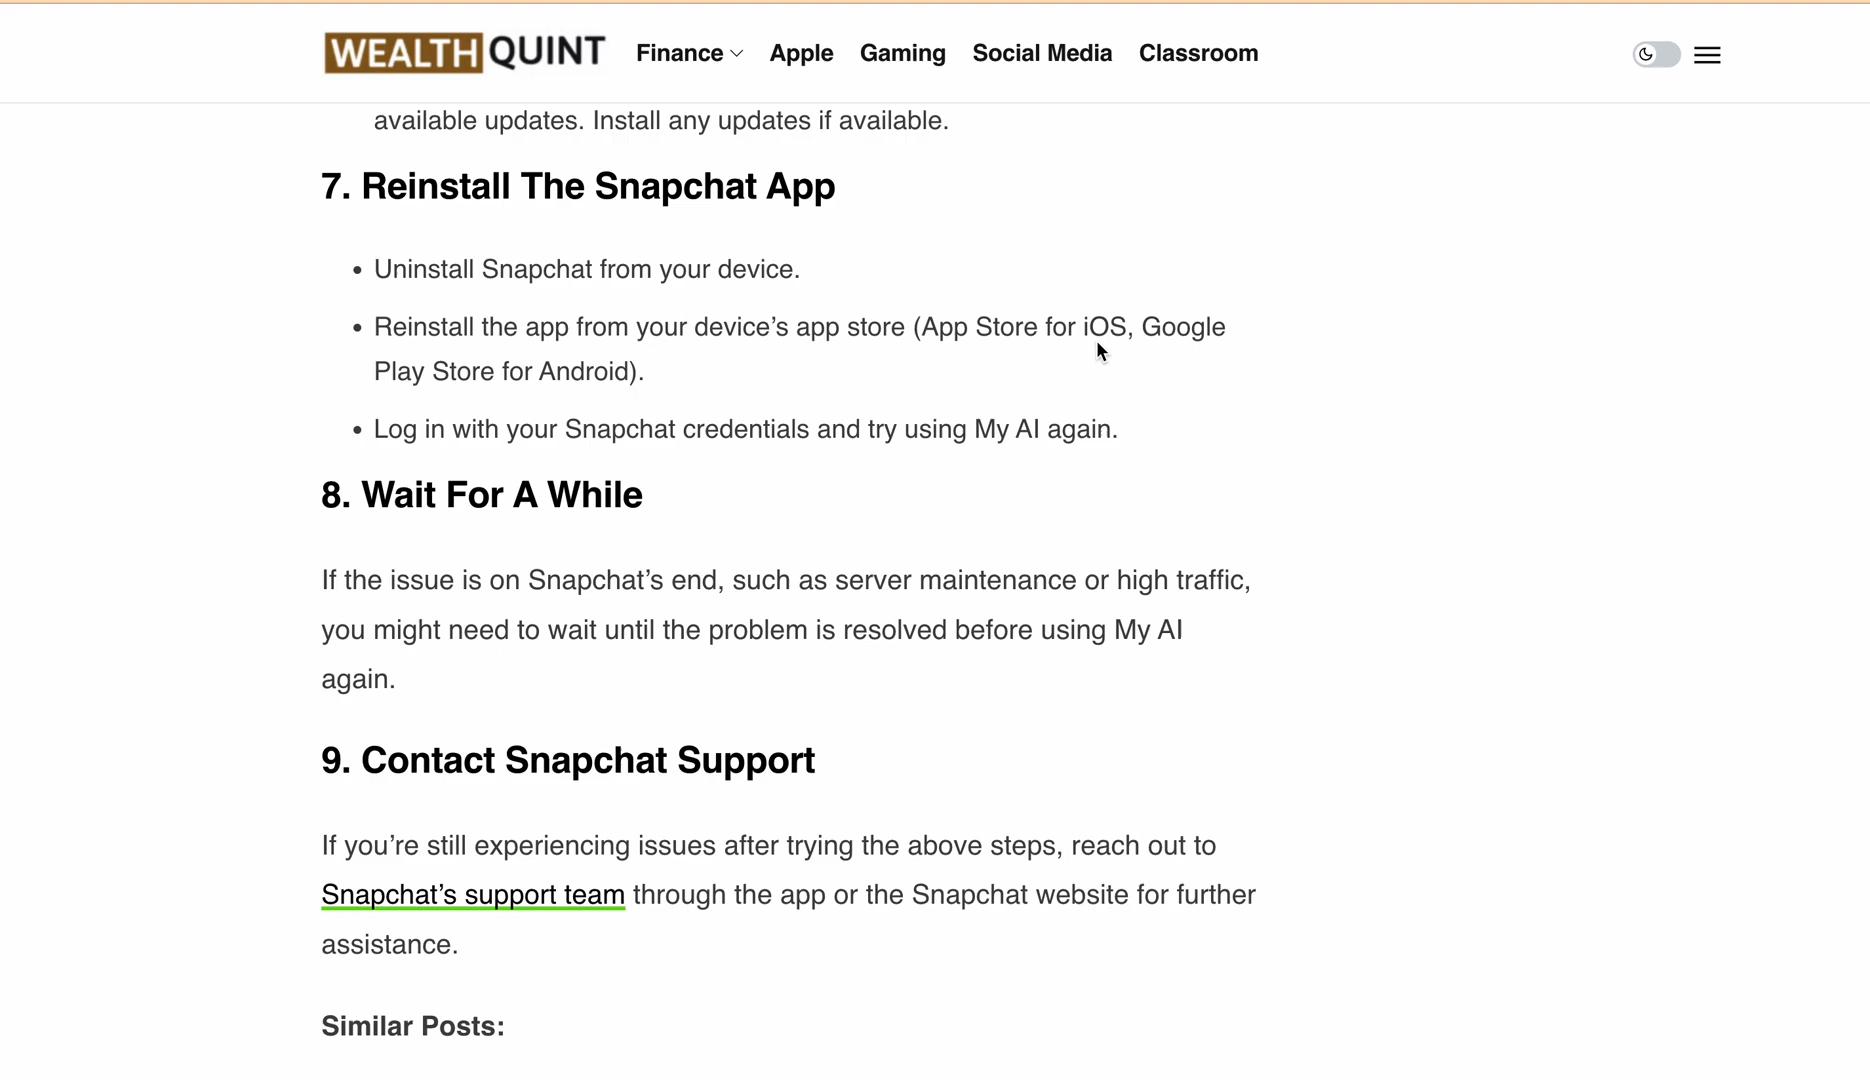 WEALTH QUINT Finance Apple Gaming Social Media Classroom
available updates. Install any updates if available.
7. Reinstall The Snapchat App
• Uninstall Snapchat from your device.
• Reinstall the app from your device’s app store (App Store for iOS, Google
Play Store for Android).
• Log in with your Snapchat credentials and try using My AI again.
8. Wait For A While
If the issue is on Snapchat’s end, such as server maintenance or high traffic,
you might need to wait until the problem is resolved before using My AI
again.
9. Contact Snapchat Support
If you’re still experiencing issues after trying the above steps, reach out to
Snapchat’s support team through the app or the Snapchat website for further
assistance.
Similar Posts: